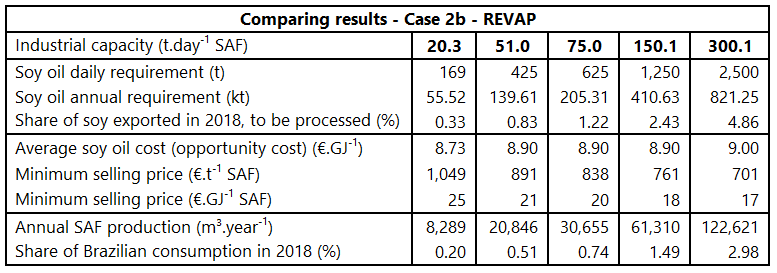 Comparing results - Case 2b - REVAP
Industrial capacity (t.day⁻¹ SAF) 20.3 51.0 75.0 150.1 300.1
Soy oil daily requirement (t) 169 425 625 1,250 2,500
Soy oil annual requirement (kt) 55.52 139.61 205.31 410.63 821.25
Share of soy exported in 2018, to be processed (%) 0.33 0.83 1.22 2.43 4.86
Average soy oil cost (opportunity cost) (€.GJ⁻¹) 8.73 8.90 8.90 8.90 9.00
Minimum selling price (€.t⁻¹ SAF) 1,049 891 838 761 701
Minimum selling price (€.GJ⁻¹ SAF) 25 21 20 18 17
Annual SAF production (m³.year⁻¹) 8,289 20,846 30,655 61,310 122,621
Share of Brazilian consumption in 2018 (%) 0.20 0.51 0.74 1.49 2.98